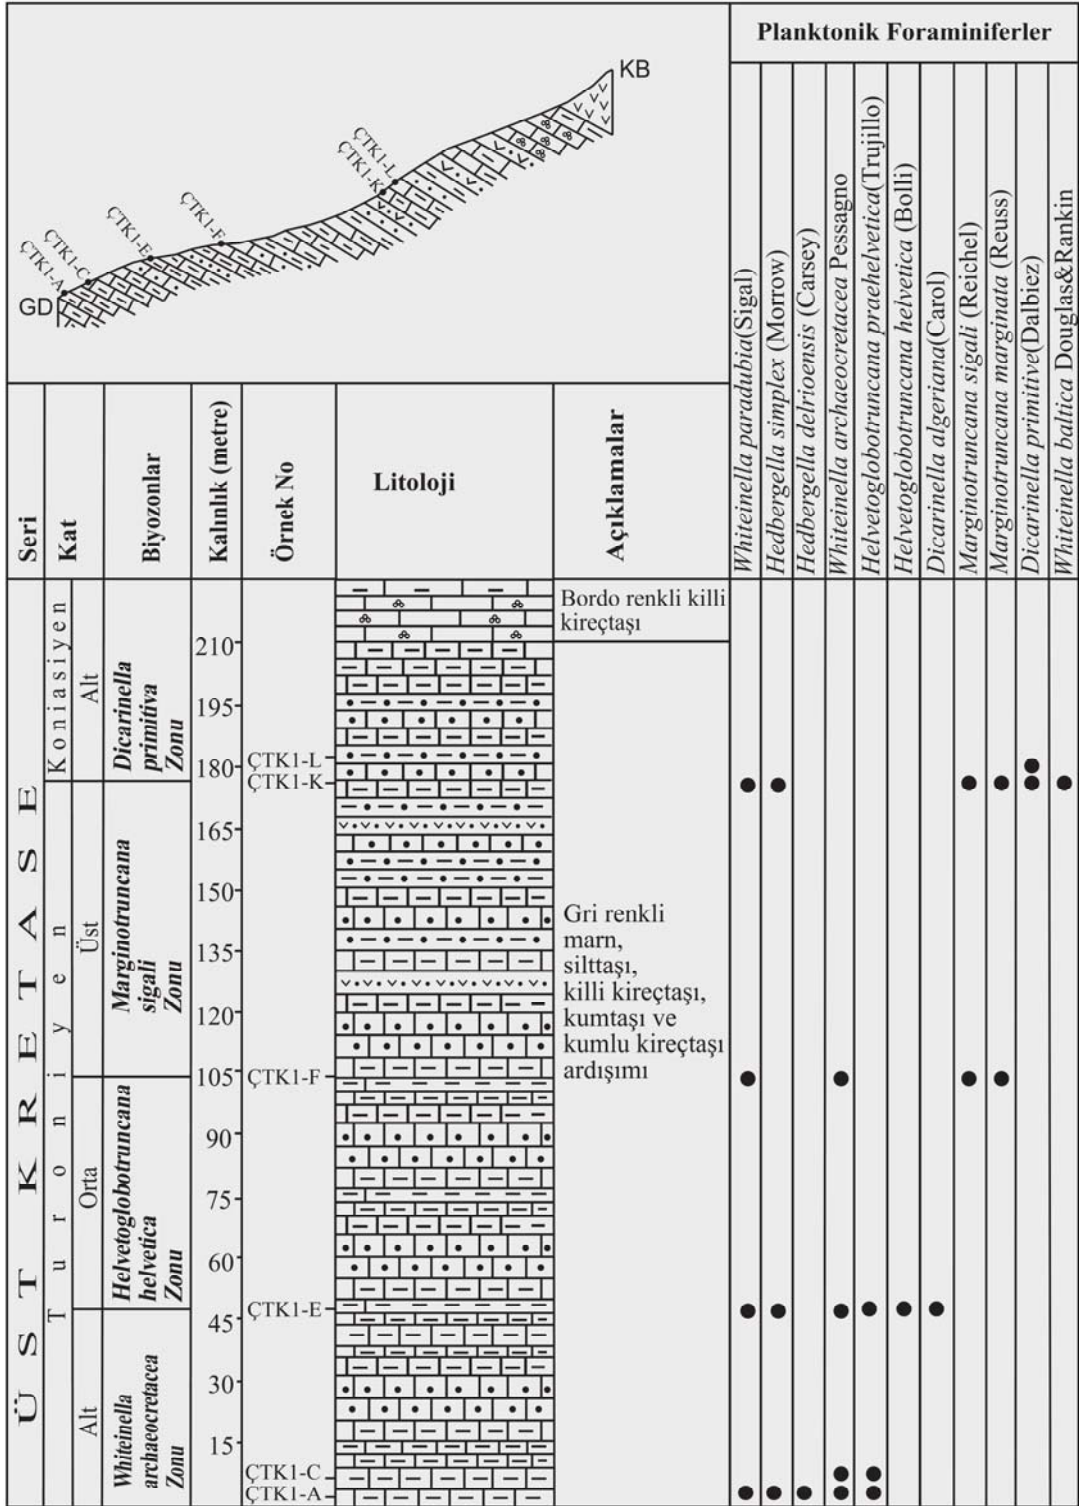 Planktonik Foraminiferler
KB
ÇTK1-L
ÇTK1-K
ÇTK1-F
ÇTK1-E
ÇTK1-C
ÇTK1-A
GD
Whiteinella paradubia(Sigal)
Hedbergella simplex (Morrow)
Hedbergella delrioensis (Carsey)
Whiteinella archaeocretacea Pessagno
Helvetoglobotruncana praehelvetica(Trujillo)
Helvetoglobotruncana helvetica (Bolli)
Dicarinella algeriana(Carol)
Marginotruncana sigali (Reichel)
Marginotruncana marginata (Reuss)
Dicarinella primitive(Dalbiez)
Whiteinella baltica Douglas&Rankin
Seri
Kat
Biyozonlar
Kalınlık (metre)
Örnek No
Litoloji
Açıklamalar
ÜST KRETASE
Koniasiyen
Alt
Dicarinella
primitiva
Zonu
Turoniyen
Üst
Marginotruncana
sigali
Zonu
Orta
Helvetoglobotruncana
helvetica
Zonu
Alt
Whiteinella
archaeocretacea
Zonu
210
195
180
165
150
135
120
105
90
75
60
45
30
15
ÇTK1-L
ÇTK1-K
ÇTK1-F
ÇTK1-E
ÇTK1-C
ÇTK1-A
Bordo renkli killi
kireçtaşı
Gri renkli
marn,
silttaşı,
killi kireçtaşı,
kumtaşı ve
kumlu kireçtaşı
ardışımı